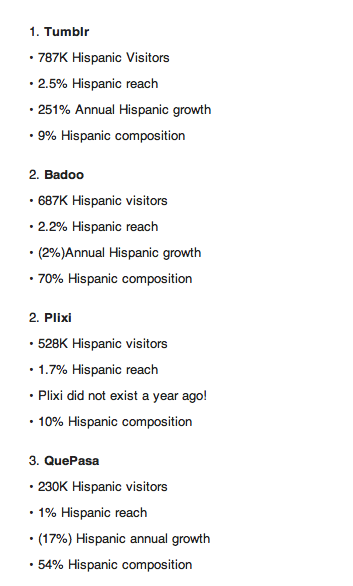 1. Tumblr
• 787K Hispanic Visitors
• 2.5% Hispanic reach
• 251% Annual Hispanic growth
• 9% Hispanic composition
2. Badoo
• 687K Hispanic visitors
• 2.2% Hispanic reach
• (2%)Annual Hispanic growth
• 70% Hispanic composition
2. Plixi
• 528K Hispanic visitors
• 1.7% Hispanic reach
• Plixi did not exist a year ago!
• 10% Hispanic composition
3. QuePasa
• 230K Hispanic visitors
• 1% Hispanic reach
• (17%) Hispanic annual growth
• 54% Hispanic composition